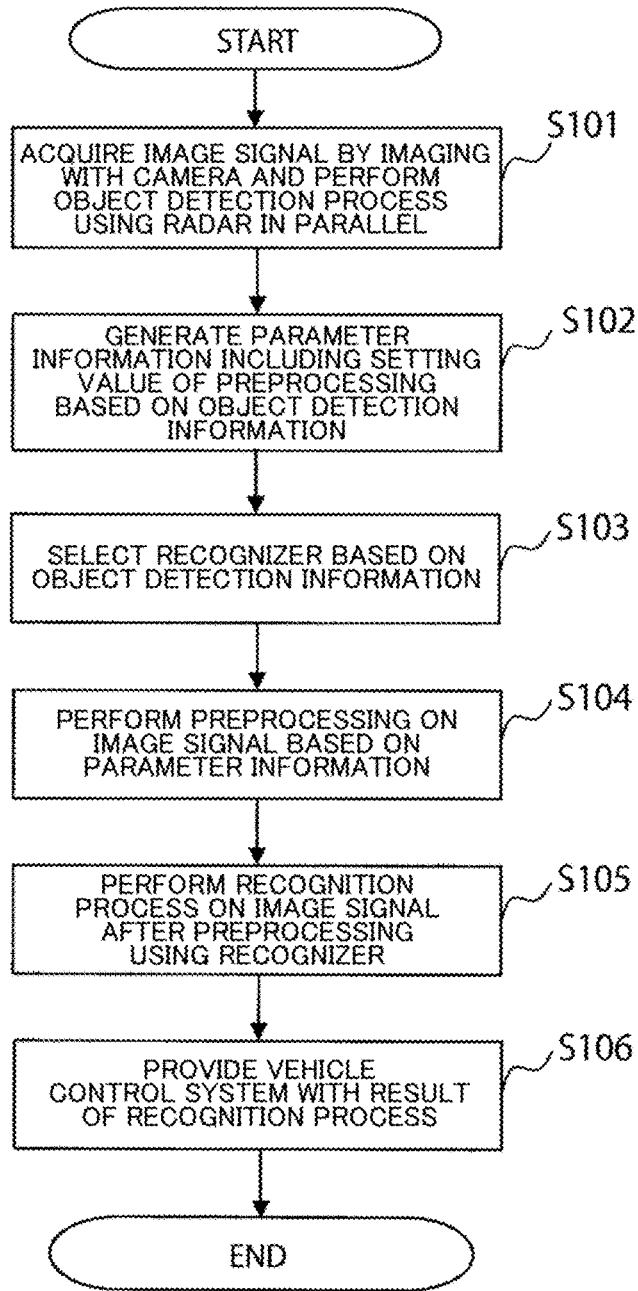 START
S101
ACQUIRE IMAGE SIGNAL BY IMAGING
WITH CAMERA AND PERFORM
OBJECT DETECTION PROCESS
USING RADAR IN PARALLEL
S102
GENERATE PARAMETER
INFORMATION INCLUDING SETTING
VALUE OF PREPROCESSING
BASED ON OBJECT DETECTION
INFORMATION
S103
SELECT RECOGNIZER BASED ON
OBJECT DETECTION INFORMATION
S104
PERFORM PREPROCESSING ON
IMAGE SIGNAL BASED ON
PARAMETER INFORMATION
S105
PERFORM RECOGNITION
PROCESS ON IMAGE SIGNAL
AFTER PREPROCESSING
USING RECOGNIZER
S106
PROVIDE VEHICLE
CONTROL SYSTEM WITH RESULT
OF RECOGNITION PROCESS
END